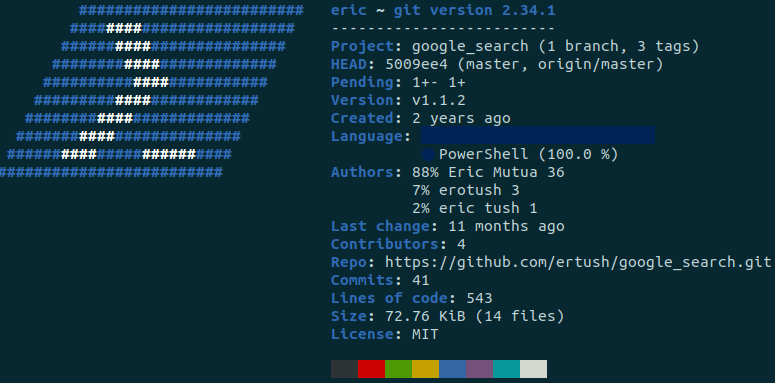 eric ~ git version 2.34.1
-------------------------
Project: google_search (1 branch, 3 tags)
HEAD: 5009ee4 (master, origin/master)
Pending: 1+- 1+
Version: v1.1.2
Created: 2 years ago
Language:
PowerShell (100.0 %)
Authors: 88% Eric Mutua 36
7% erotush 3
2% eric tush 1
Last change: 11 months ago
Contributors: 4
Repo: https://github.com/ertush/google_search.git
Commits: 41
Lines of code: 543
Size: 72.76 KiB (14 files)
License: MIT